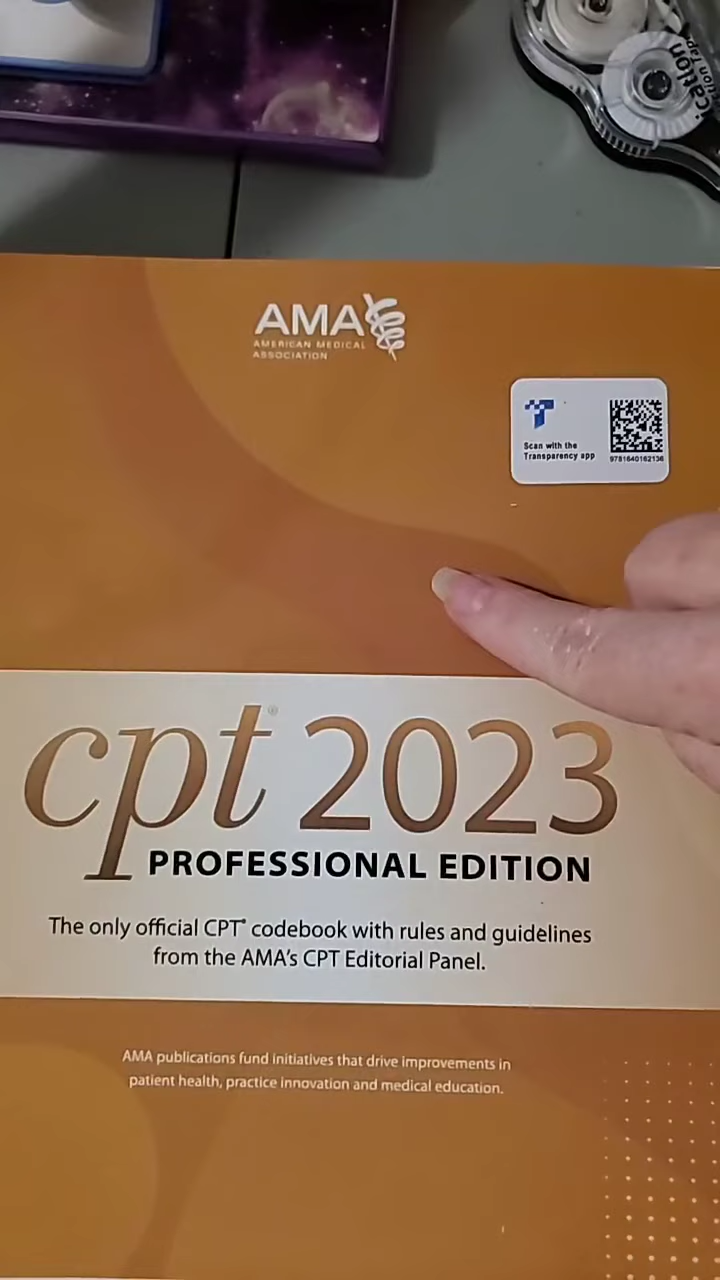 AMA
AMERICAN MEDICAL
ASSOCIATION
Scan with the
Transparency app
9781640162136
cpt® 2023
PROFESSIONAL EDITION
The only official CPT® codebook with rules and guidelines
from the AMA's CPT Editorial Panel.
AMA publications fund initiatives that drive improvements in
patient health, practice innovation and medical education.